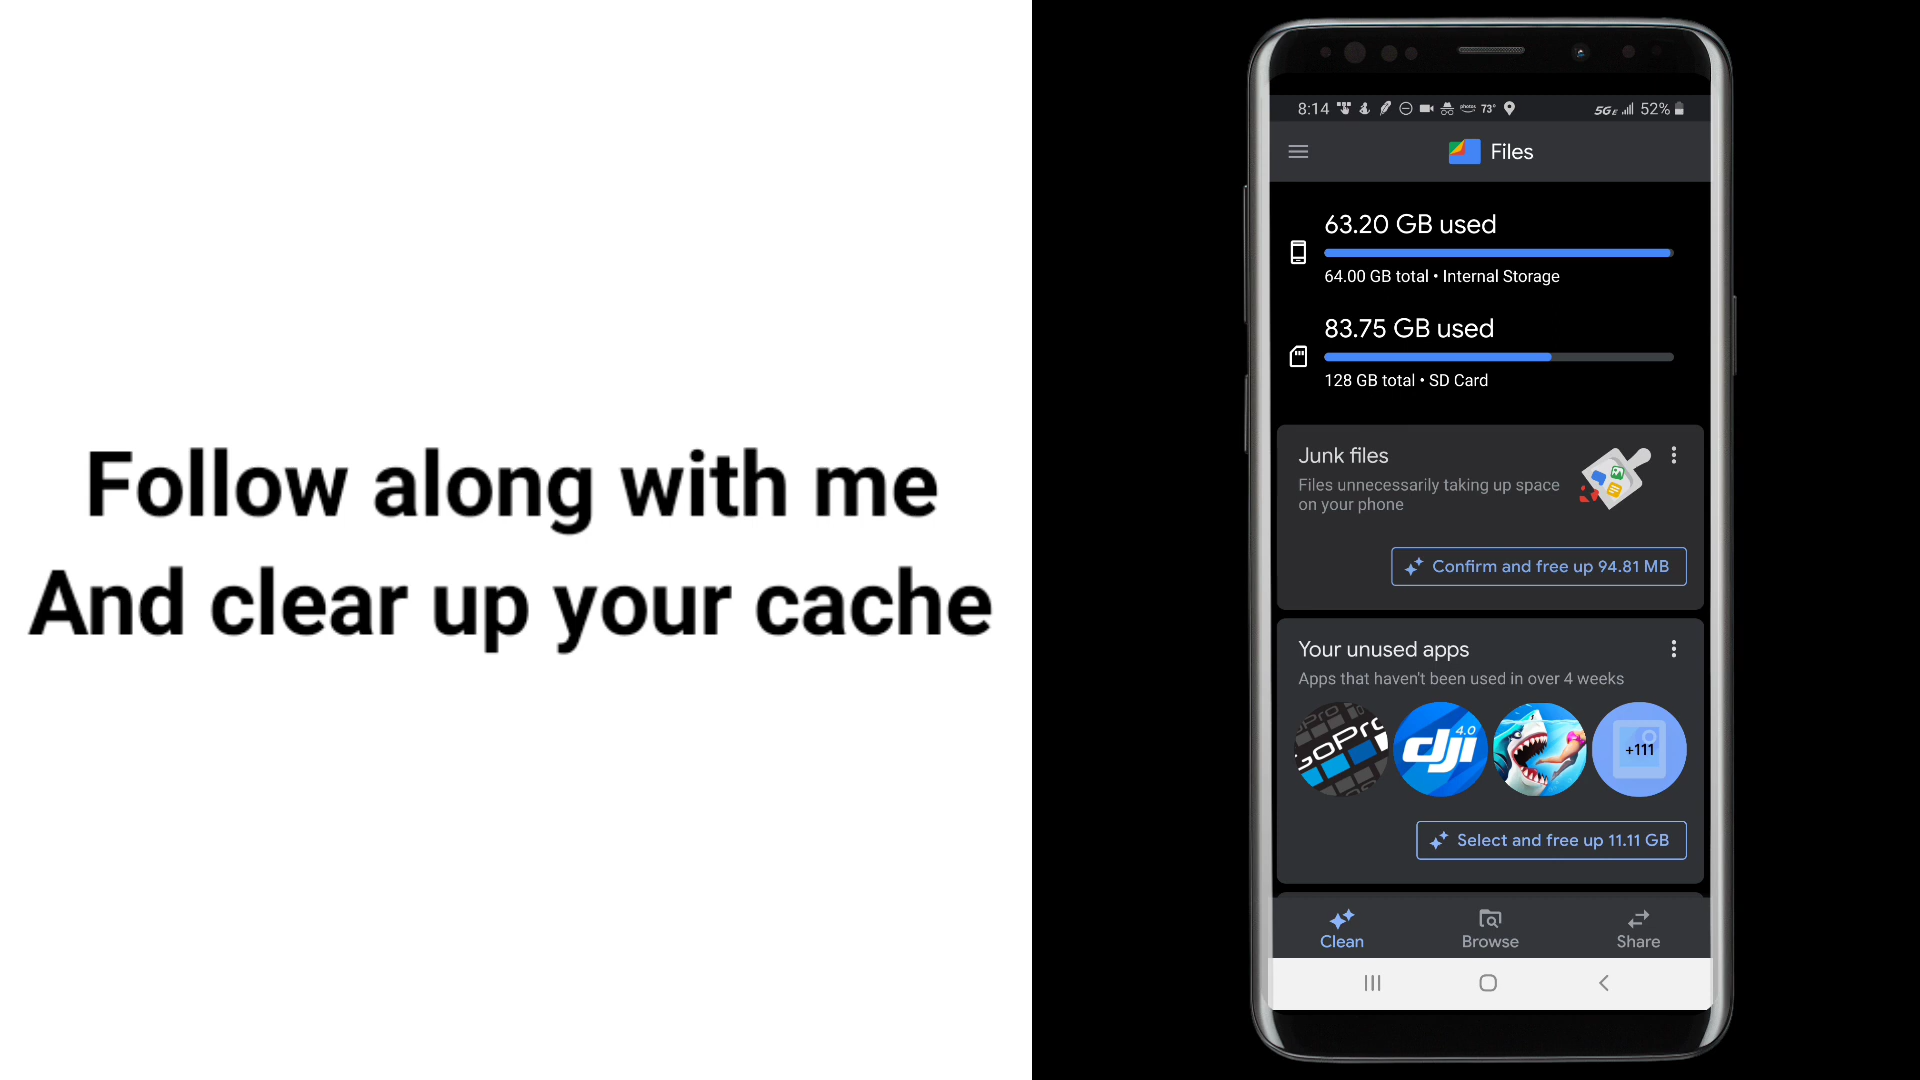 Follow along with me
And clear up your cache
8:14 photos 73° 5GE 52%
Files
63.20 GB used
64.00 GB total • Internal Storage
83.75 GB used
128 GB total • SD Card
Junk files
Files unnecessarily taking up space
on your phone
Confirm and free up 94.81 MB
Your unused apps
Apps that haven't been used in over 4 weeks
GoPro dji 4.0 +111
Select and free up 11.11 GB
Clean Browse Share